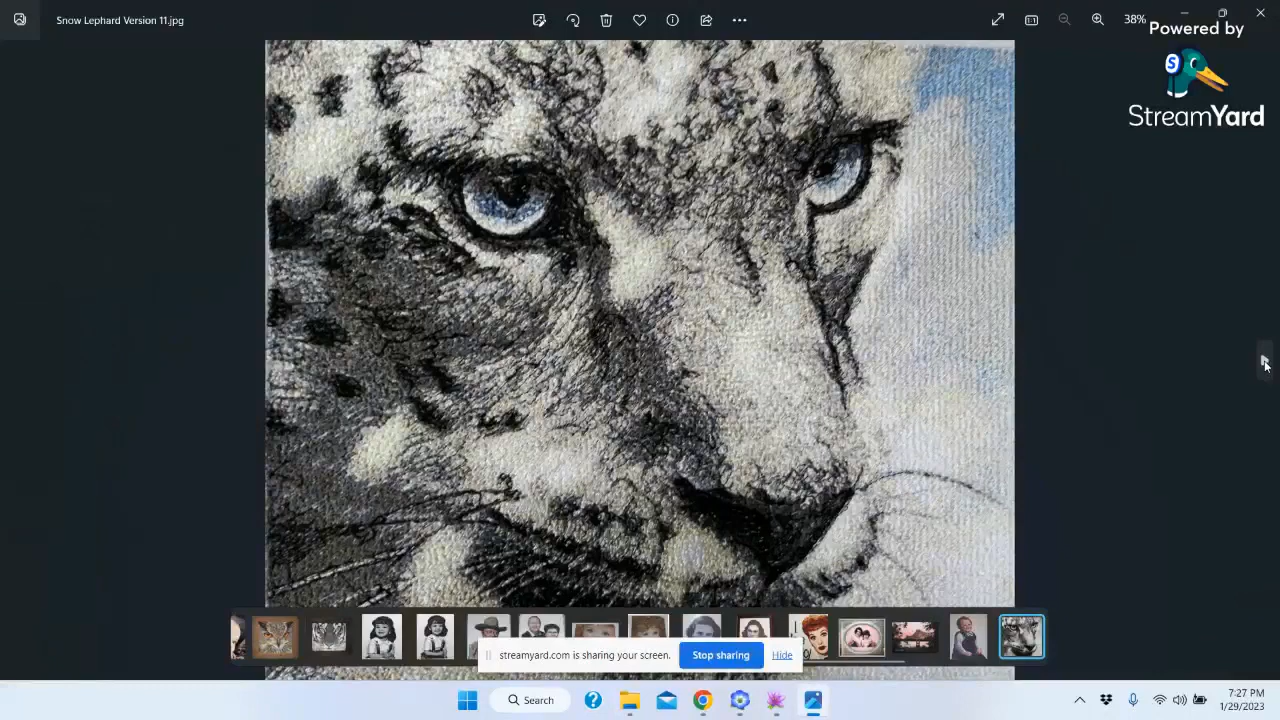 Snow Lephard Version 11.jpg
38%
Powered by
StreamYard
streamyard.com is sharing your screen.
Stop sharing
Hide
Search
7:27 PM
1/29/2023